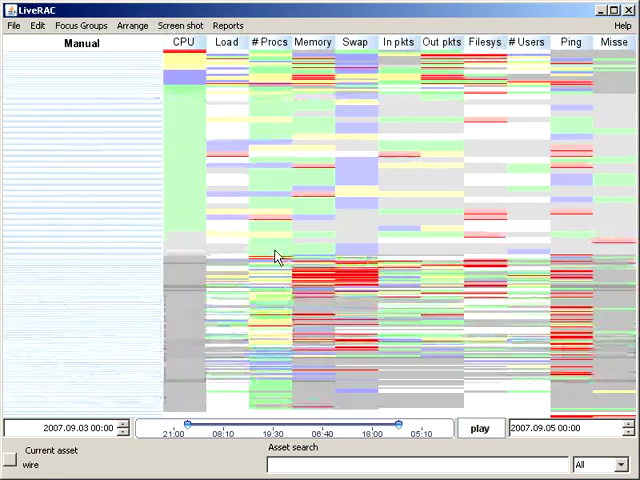 LiveRAC
File Edit Focus Groups Arrange Screen shot Reports Help
Manual CPU Load # Procs Memory Swap In pkts Out pkts Filesys # Users Ping Misse
2007.09.03 00:00 21:00 08:10 19:30 06:40 18:00 05:10 play 2007.09.05 00:00
Current asset
wire
Asset search
All